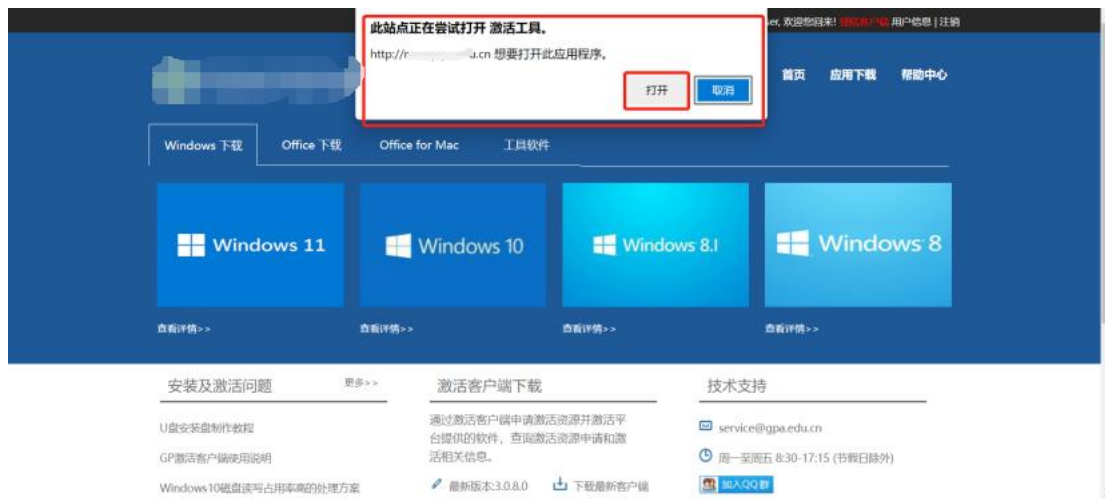 此站点正在尝试打开 激活工具。
er, 欢迎您回来! 用户信息 | 注销
想要打开此应用程序。
打开 取消
首页 应用下载 帮助中心
Windows 下载 Office 下载 Office for Mac 工具软件
Windows 11 Windows 10 Windows 8.1 Windows 8
查看详情>> 查看详情>> 查看详情>> 查看详情>>
安装及激活问题 更多>> 激活客户端下载 技术支持
U盘安装盘制作教程 通过激活客户端申请激活资源并激活平 service@gpa.edu.cn
台提供的软件，查询激活资源申请和激
GP激活客户端使用说明 活相关信息。 周一至周五 8:30-17:15 (节假日除外)
Windows10磁盘读写占用率高的处理方案 最新版本:3.0.8.0 下载最新客户端 加入QQ群